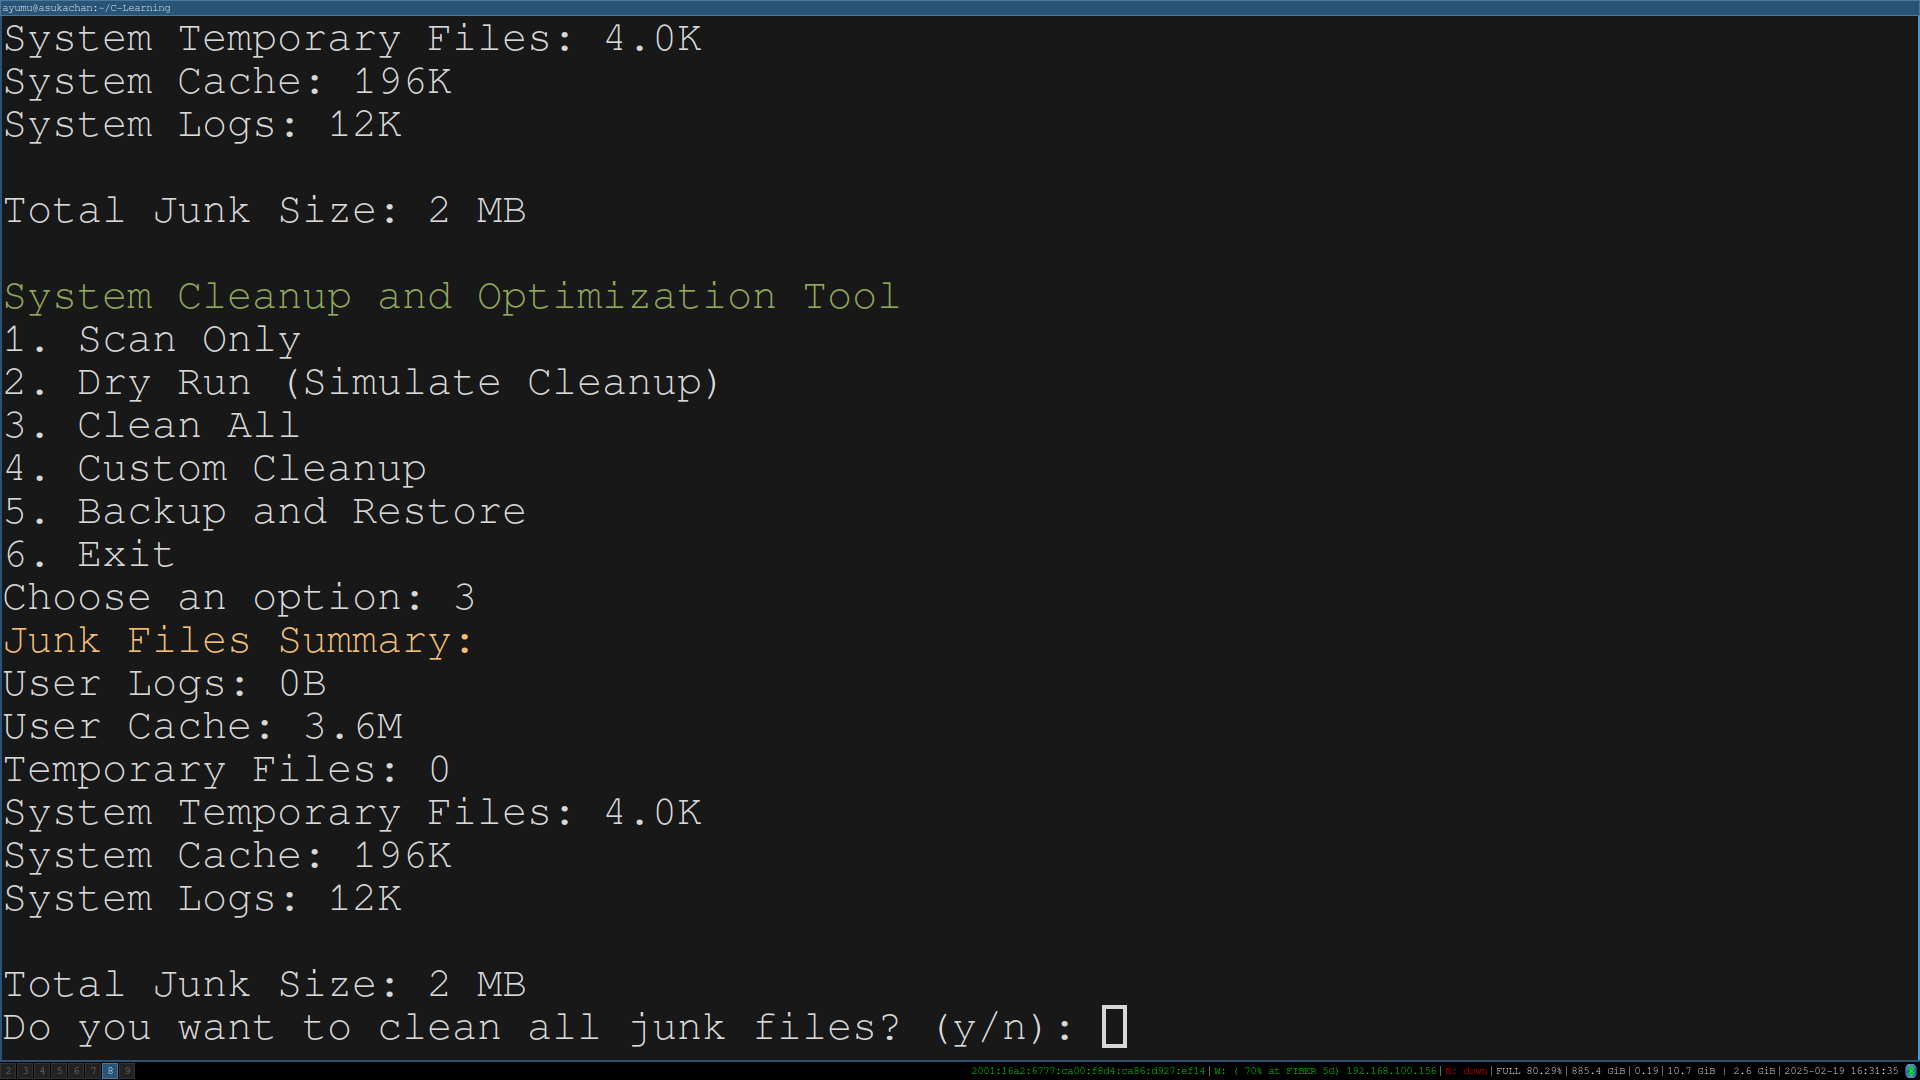 ayumu@asukachan:~/C-Learning
System Temporary Files: 4.0K
System Cache: 196K
System Logs: 12K
Total Junk Size: 2 MB
System Cleanup and Optimization Tool
1. Scan Only
2. Dry Run (Simulate Cleanup)
3. Clean All
4. Custom Cleanup
5. Backup and Restore
6. Exit
Choose an option: 3
Junk Files Summary:
User Logs: 0B
User Cache: 3.6M
Temporary Files: 0
System Temporary Files: 4.0K
System Cache: 196K
System Logs: 12K
Total Junk Size: 2 MB
Do you want to clean all junk files? (y/n):
2 3 4 5 6 7 8 9 2001:16a2:6777:ca00:f8d4:ca86:d927:ef14|W: ( 70% at FIBER 5G) 192.168.100.156|E: down|FULL 80.29%|885.4 GiB|0.19|10.7 GiB | 2.6 GiB|2025-02-19 16:31:35